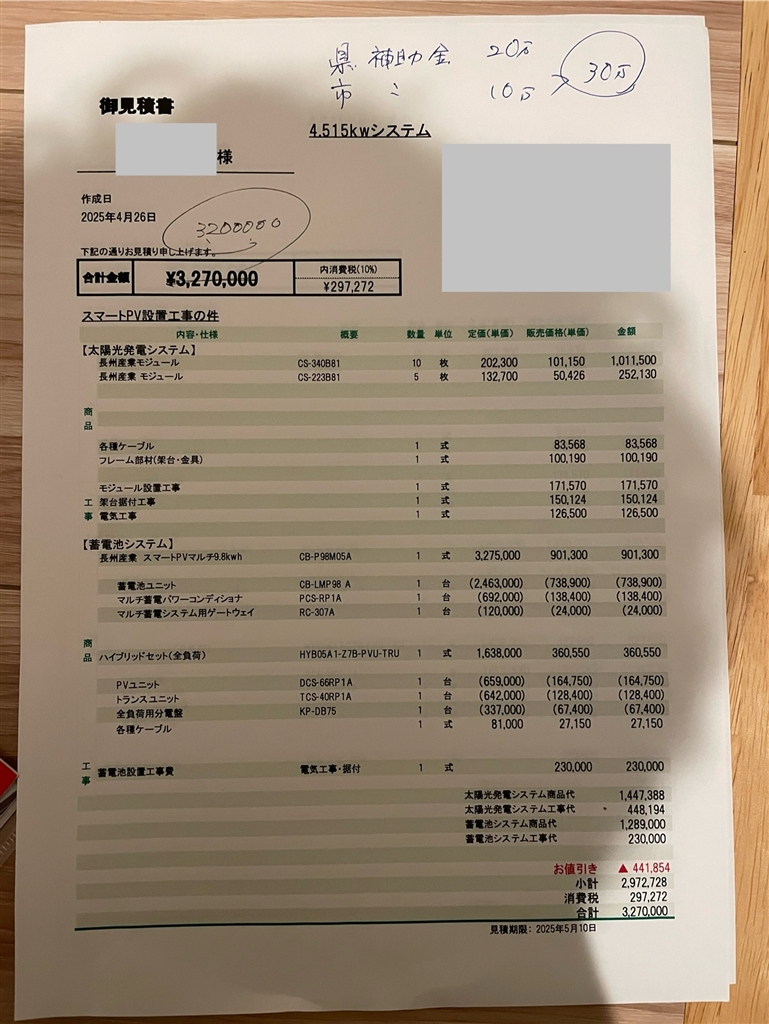 県 補助金 20万
市 〃 10万 > 30万
御見積書
4.515kwシステム
様
作成日
2025年4月26日
3200000
下記の通りお見積り申し上げます。
合計金額 ¥3,270,000 内消費税(10%)
¥297,272
スマートPV設置工事の件
内容・仕様 概要 数量 単位 定価(単価) 販売価格(単価) 金額
【太陽光発電システム】
長州産業モジュール CS-340B81 10 枚 202,300 101,150 1,011,500
長州産業 モジュール CS-223B81 5 枚 132,700 50,426 252,130
商品
各種ケーブル 1 式 83,568 83,568
フレーム部材(架台・金具) 1 式 100,190 100,190
モジュール設置工事 1 式 171,570 171,570
工事 架台据付工事 1 式 150,124 150,124
電気工事 1 式 126,500 126,500
【蓄電池システム】
長州産業 スマートPVマルチ9.8kwh CB-P98M05A 1 式 3,275,000 901,300 901,300
蓄電池ユニット CB-LMP98 A 1 台 (2,463,000) (738,900) (738,900)
マルチ蓄電パワーコンディショナ PCS-RP1A 1 台 (692,000) (138,400) (138,400)
マルチ蓄電システム用ゲートウェイ RC-307A 1 台 (120,000) (24,000) (24,000)
商品
ハイブリッドセット(全負荷) HYB05A1-Z7B-PVU-TRU 1 式 1,638,000 360,550 360,550
PVユニット DCS-66RP1A 1 台 (659,000) (164,750) (164,750)
トランスユニット TCS-40RP1A 1 台 (642,000) (128,400) (128,400)
全負荷用分電盤 KP-DB75 1 台 (337,000) (67,400) (67,400)
各種ケーブル 1 式 81,000 27,150 27,150
工事 蓄電池設置工事費 電気工事・据付 1 式 230,000 230,000
太陽光発電システム商品代 1,447,388
太陽光発電システム工事代 448,194
蓄電池システム商品代 1,289,000
蓄電池システム工事代 230,000
お値引き ▲ 441,854
小計 2,972,728
消費税 297,272
合計 3,270,000
見積期限: 2025年5月10日